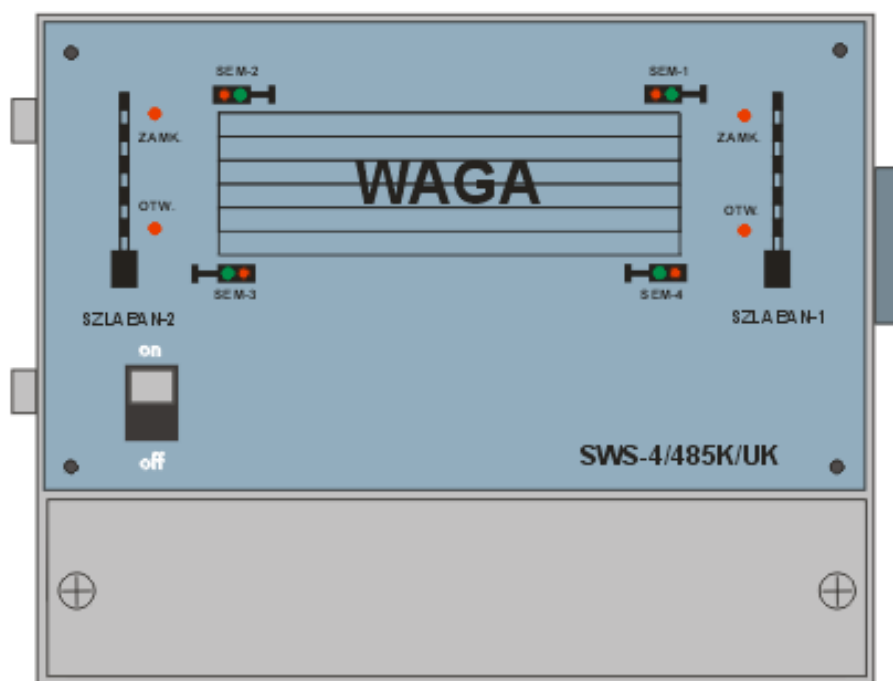 SEM-2
SEM-1
ZAMK.
ZAMK.
WAGA
OTW.
OTW.
SEM-3
SEM-4
SZLABAN-2
SZLABAN-1
on
off
SWS-4/485K/UK